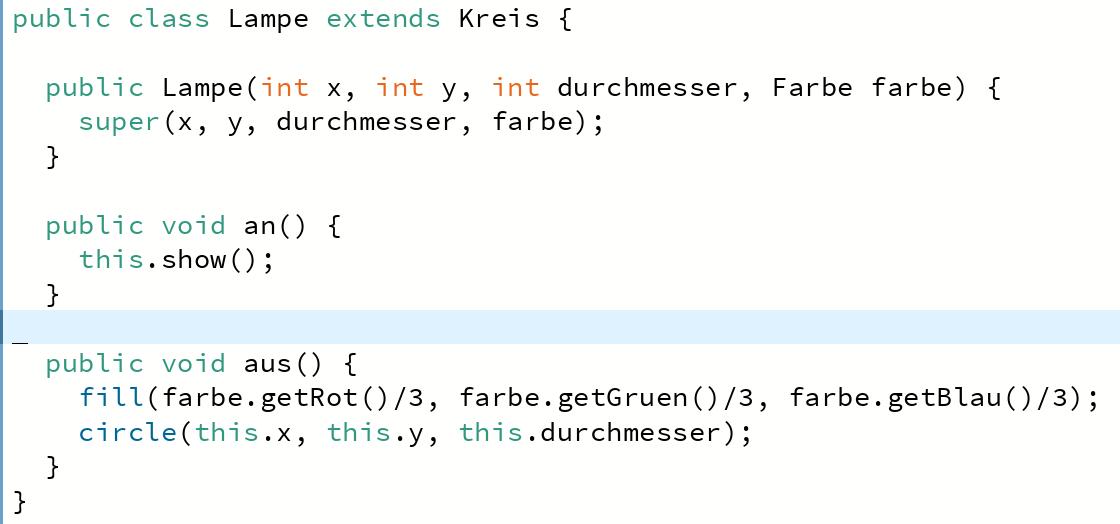 public class Lampe extends Kreis {
public Lampe(int x, int y, int durchmesser, Farbe farbe) {
super(x, y, durchmesser, farbe);
}
public void an() {
this.show();
}
_
public void aus() {
fill(farbe.getRot()/3, farbe.getGruen()/3, farbe.getBlau()/3);
circle(this.x, this.y, this.durchmesser);
}
}